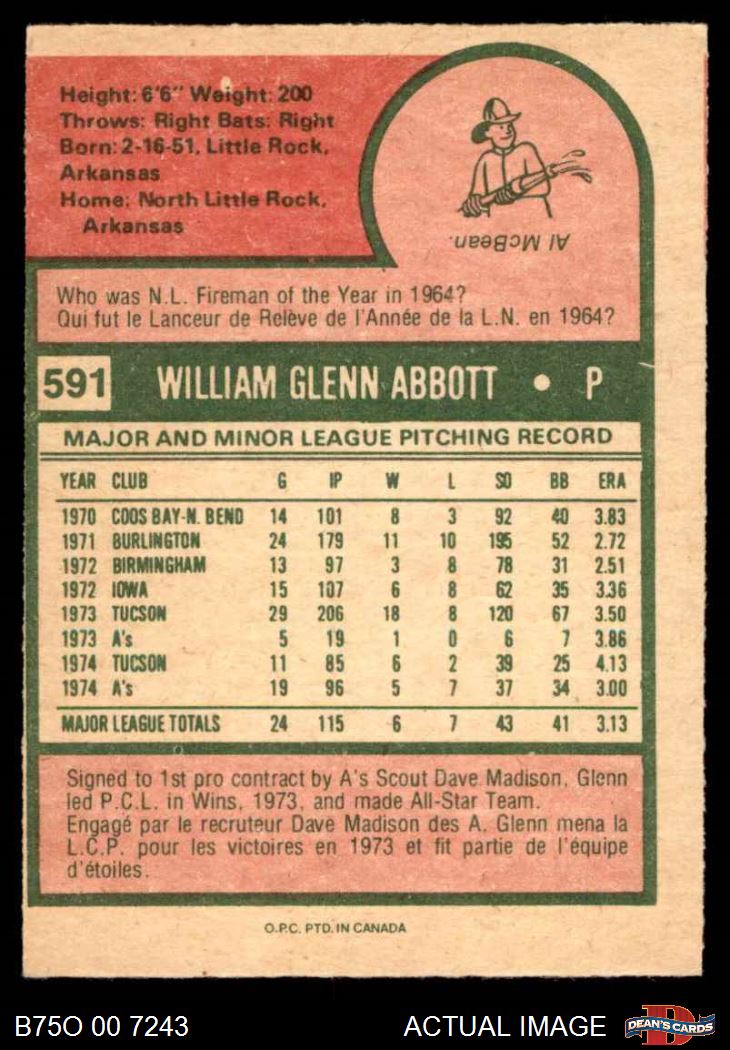 Height: 6'6" Weight: 200
Throws: Right Bats: Right
Born: 2-16-51, Little Rock,
Arkansas
Home: North Little Rock,
Arkansas
Al McBean.
Who was N.L. Fireman of the Year in 1964?
Qui fut le Lanceur de Relève de l'Année de la L.N. en 1964?
591 WILLIAM GLENN ABBOTT • P
MAJOR AND MINOR LEAGUE PITCHING RECORD
YEAR CLUB G IP W L SO BB ERA
1970 COOS BAY-N. BEND 14 101 8 3 92 40 3.83
1971 BURLINGTON 24 179 11 10 195 52 2.72
1972 BIRMINGHAM 13 97 3 8 78 31 2.51
1972 IOWA 15 107 6 8 62 35 3.36
1973 TUCSON 29 206 18 8 120 67 3.50
1973 A's 5 19 1 0 6 7 3.86
1974 TUCSON 11 85 6 2 39 25 4.13
1974 A's 19 96 5 7 37 34 3.00
MAJOR LEAGUE TOTALS 24 115 6 7 43 41 3.13
Signed to 1st pro contract by A's Scout Dave Madison, Glenn
led P.C.L. in Wins, 1973, and made All-Star Team.
Engagé par le recruteur Dave Madison des A. Glenn mena la
L.C.P. pour les victoires en 1973 et fit partie de l'équipe
d'étoiles.
O.P.C. PTD. IN CANADA
B75O 00 7243 ACTUAL IMAGE DEAN'S CARDS